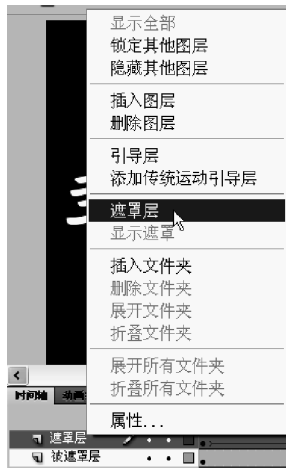 显示全部
锁定其他图层
隐藏其他图层
插入图层
删除图层
引导层
添加传统运动引导层
遮罩层
显示遮罩
插入文件夹
删除文件夹
展开文件夹
折叠文件夹
展开所有文件夹
折叠所有文件夹
属性...
时间轴 动画
遮罩层
被遮罩层